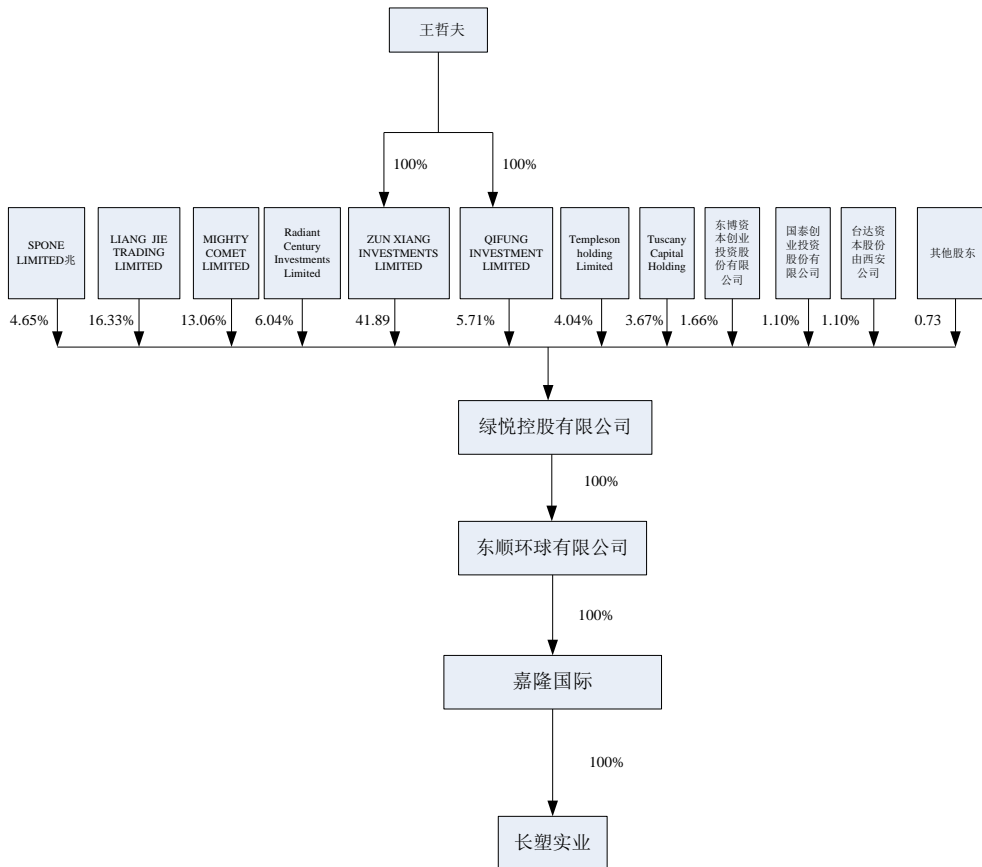 王哲夫
100%
100%
SPONE
LIMITED兆
LIANG JIE
TRADING
LIMITED
MIGHTY
COMET
LIMITED
Radiant
Century
Investments
Limited
ZUN XIANG
INVESTMENTS
LIMITED
QIFUNG
INVESTMENT
LIMITED
Templeson
holding
Limited
Tuscany
Capital
Holding
东博资
本创业
投资股
份有限
公司
国泰创
业投资
股份有
限公司
台达资
本股份
由西安
公司
其他股东
4.65%
16.33%
13.06%
6.04%
41.89
5.71%
4.04%
3.67%
1.66%
1.10%
1.10%
0.73
绿悦控股有限公司
100%
东顺环球有限公司
100%
嘉隆国际
100%
长塑实业